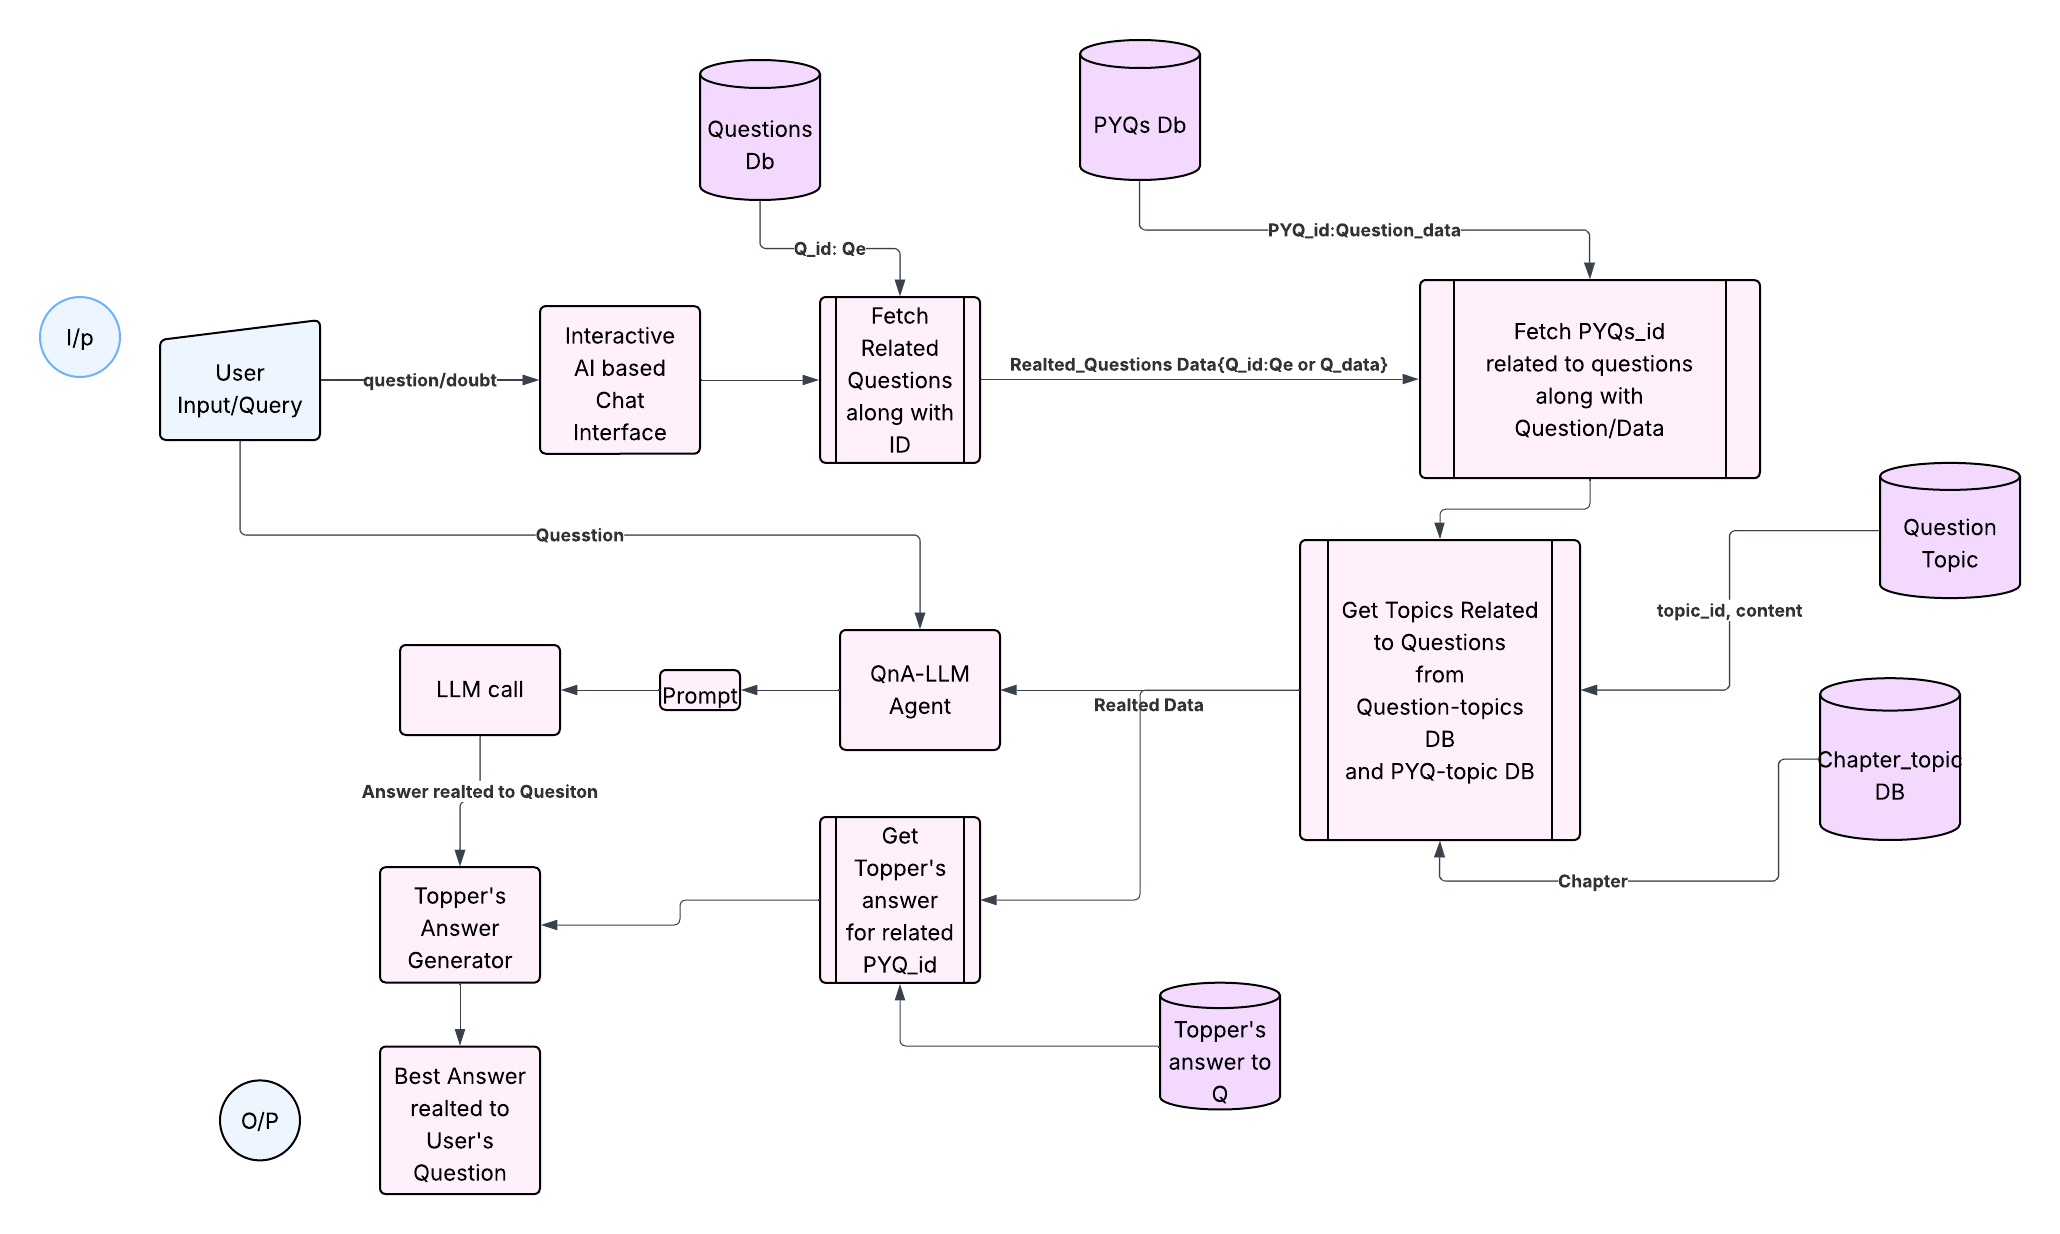 Questions
Db
PYQs Db
Q_id: Qe
PYQ_id:Question_data
I/p
User
Input/Query
question/doubt
Interactive
AI based
Chat
Interface
Fetch
Related
Questions
along with
ID
Realted_Questions Data{Q_id:Qe or Q_data}
Fetch PYQs_id
related to questions
along with
Question/Data
Question
Topic
Quesstion
topic_id, content
Get Topics Related
to Questions
from
Question-topics
DB
and PYQ-topic DB
LLM call
Prompt
QnA-LLM
Agent
Realted Data
Chapter_topic
DB
Answer realted to Quesiton
Chapter
Topper's
Answer
Generator
Get
Topper's
answer
for related
PYQ_id
Topper's
answer to
Q
O/P
Best Answer
realted to
User's
Question